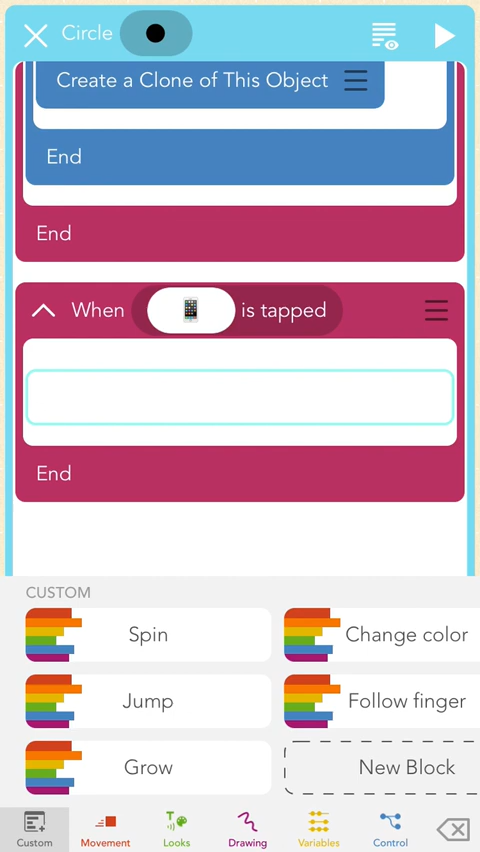 Circle
Create a Clone of This Object
End
End
When is tapped
End
CUSTOM
Spin
Change color
Jump
Follow finger
Grow
New Block
Custom Movement Looks Drawing Variables Control